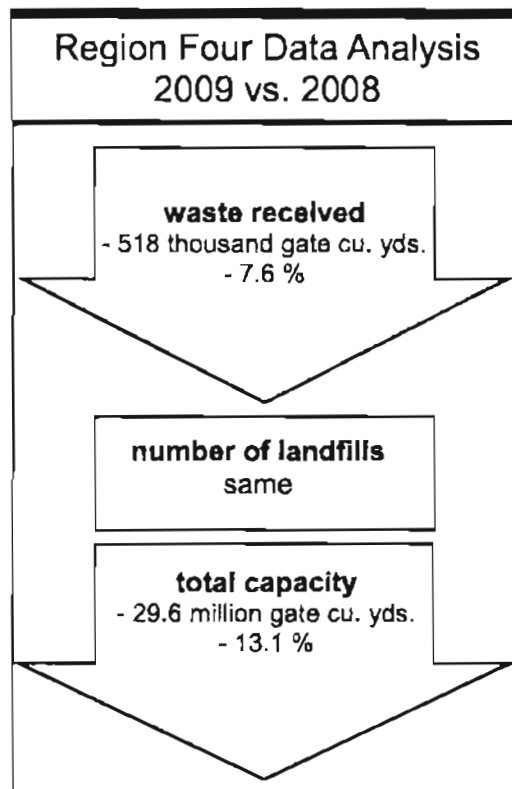 Region Four Data Analysis
2009 vs. 2008
waste received
- 518 thousand gate cu. yds.
- 7.6 %
number of landfills
same
total capacity
- 29.6 million gate cu. yds.
- 13.1 %